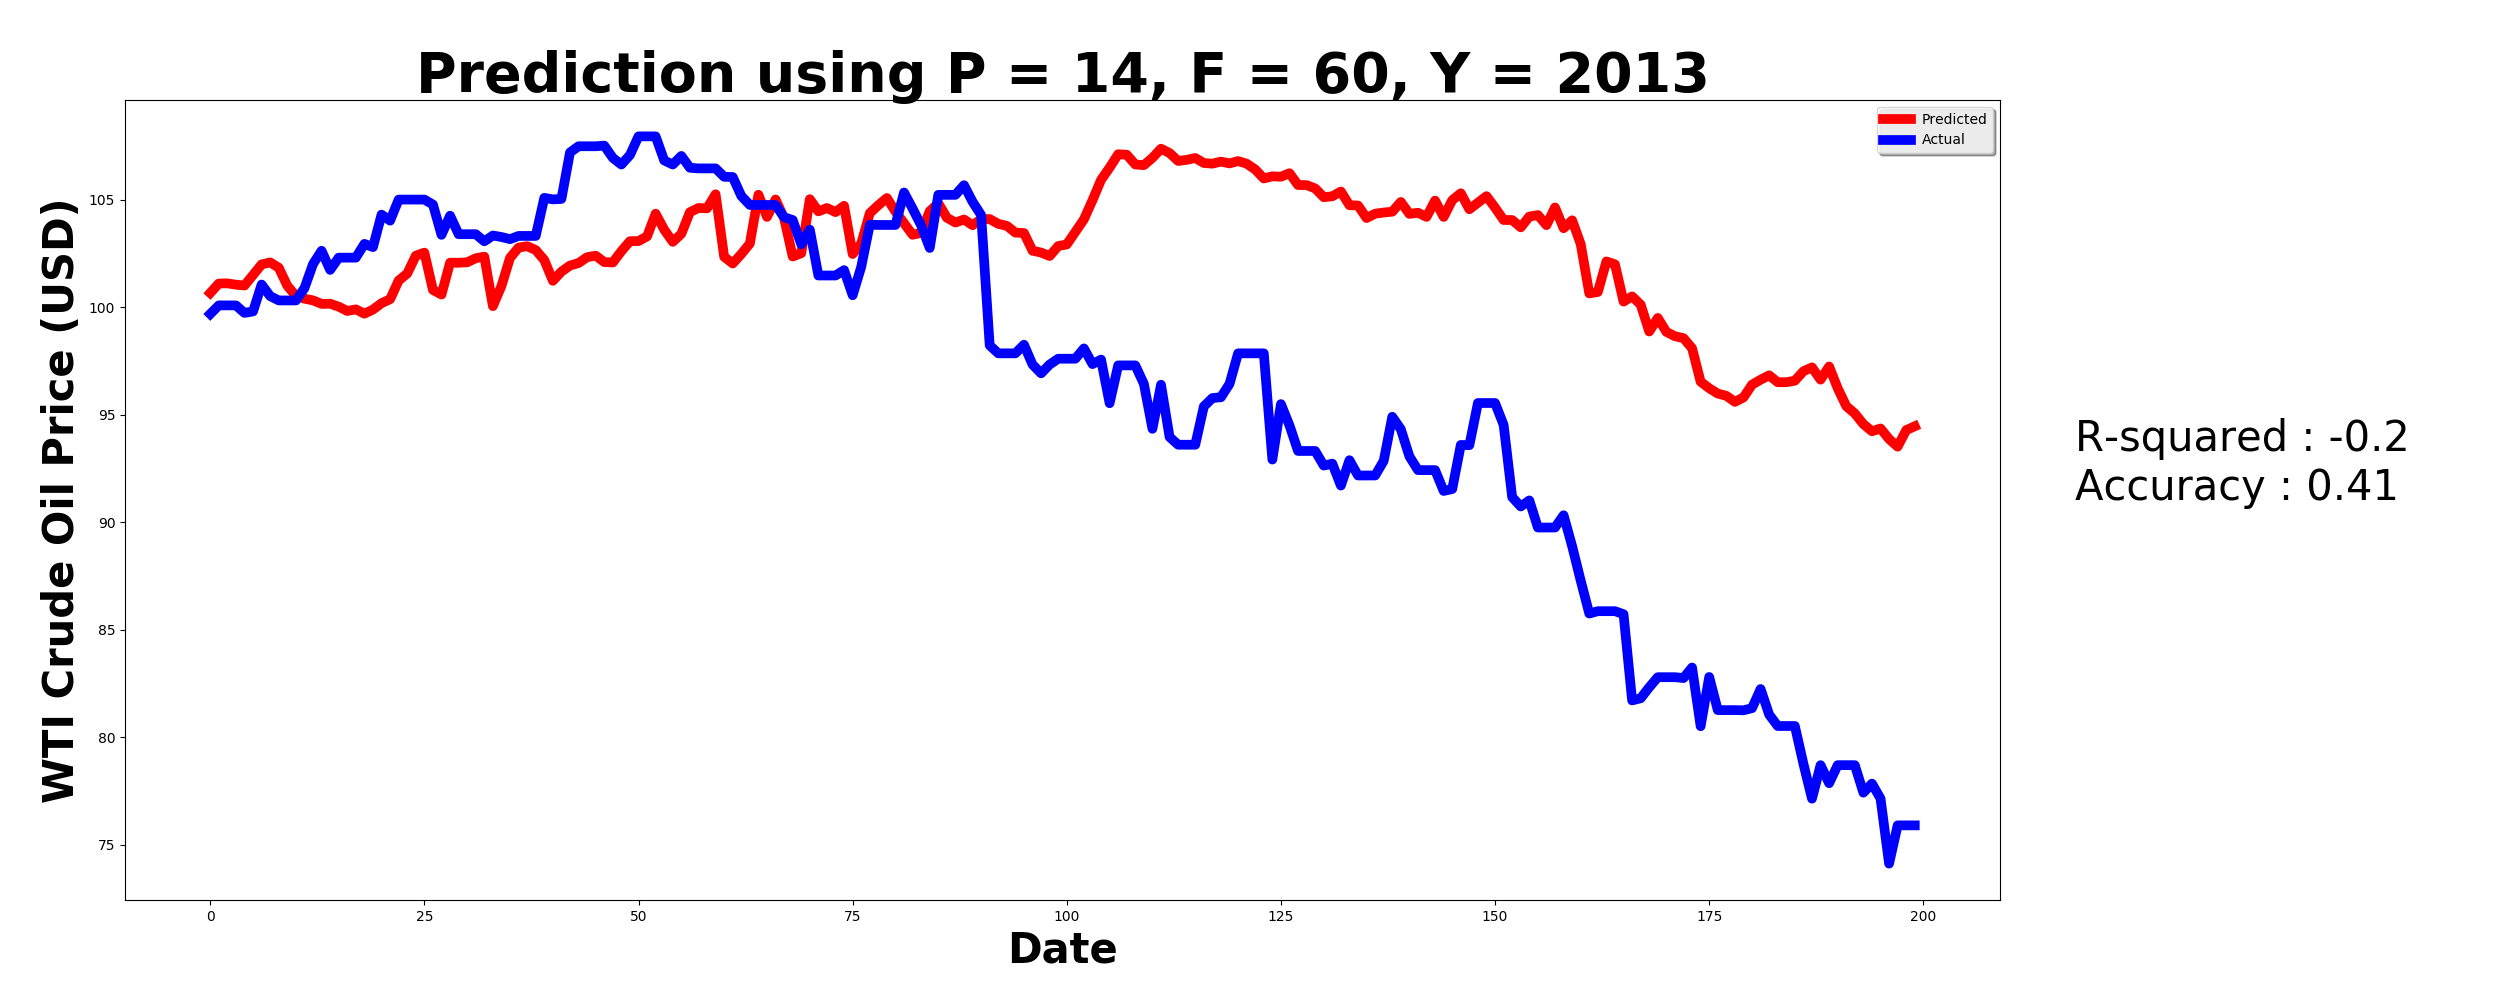 Prediction using P = 14, F = 60, Y = 2013
Predicted
Actual
WTI Crude Oil Price (USD)
105
100
95
90
85
80
75
R-squared : -0.2
Accuracy : 0.41
0 25 50 75 100 125 150 175 200
Date